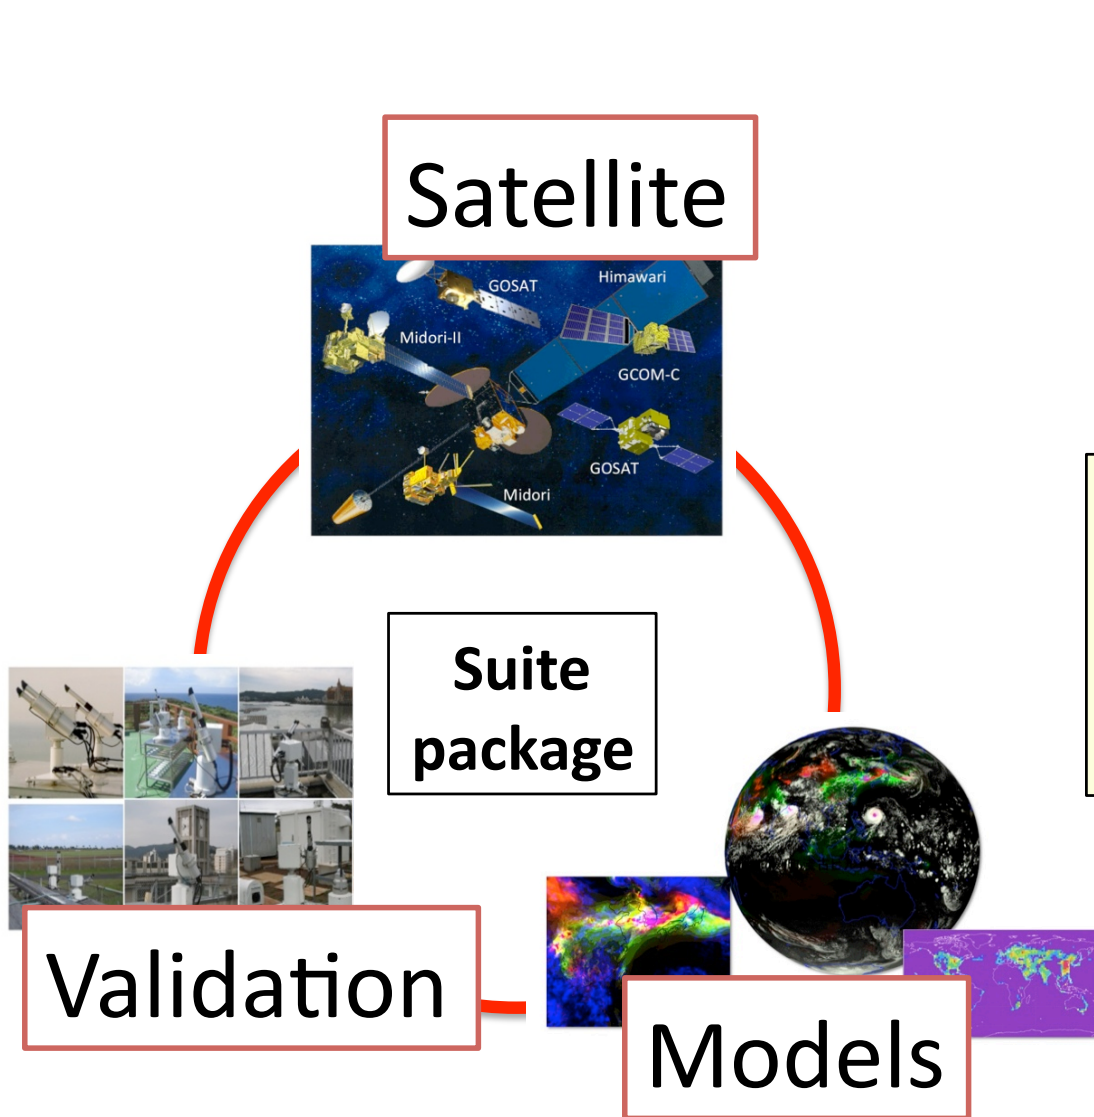 Satellite
GOSAT
Himawari
Midori-II
GCOM-C
GOSAT
Midori
Suite
package
Validation
Models